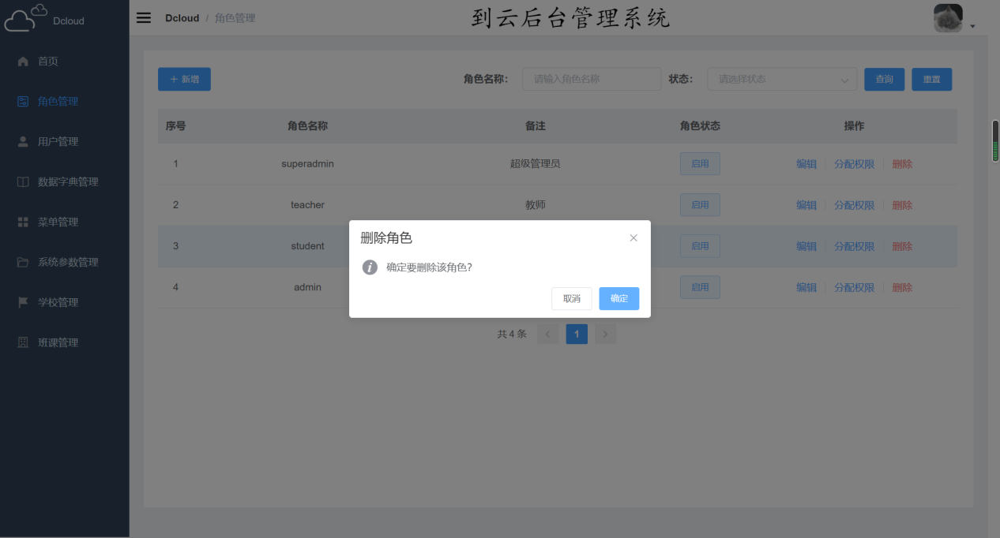 Dcloud
Dcloud / 角色管理
到云后台管理系统
首页
角色管理
用户管理
数据字典管理
菜单管理
系统参数管理
学校管理
班课管理
+ 新增
角色名称: 请输入角色名称 状态: 请选择状态 查询 重置
序号 角色名称 备注 角色状态 操作
1 superadmin 超级管理员 启用 编辑 分配权限 删除
2 teacher 教师 启用 编辑 分配权限 删除
3 student 启用 编辑 分配权限 删除
4 admin 启用 编辑 分配权限 删除
删除角色
确定要删除该角色?
取消 确定
共 4 条 1